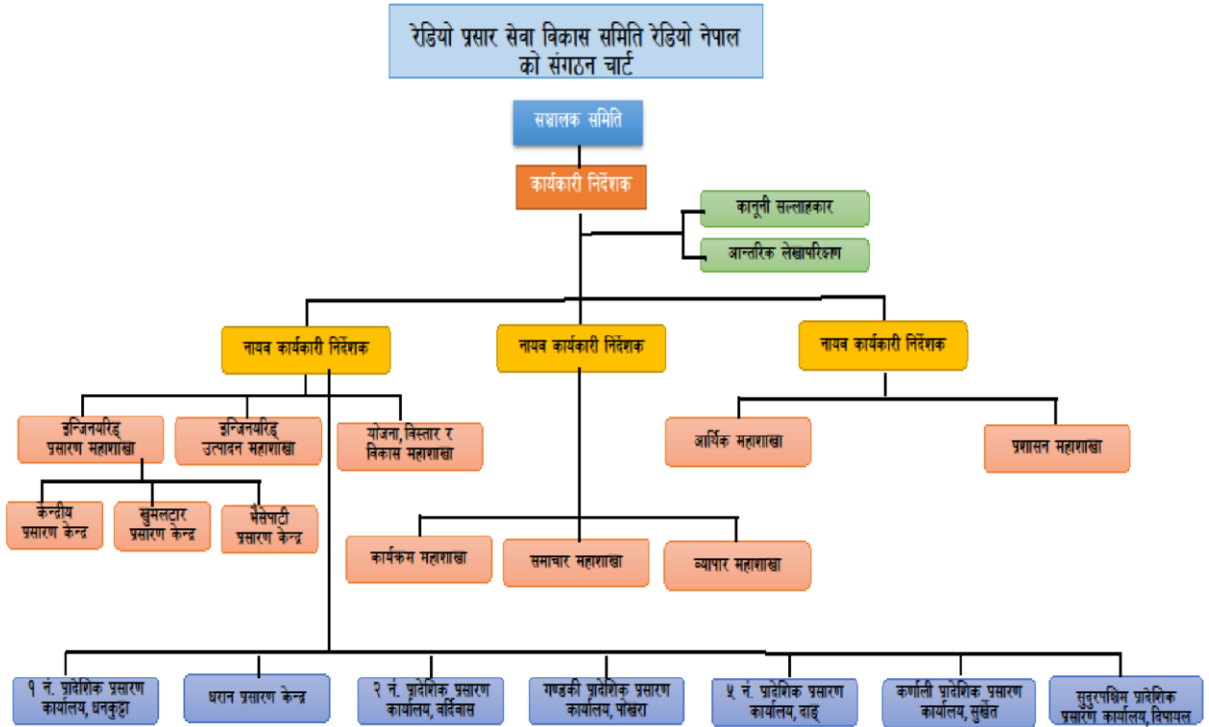 रेडियो प्रसार सेवा विकास समिति रेडियो नेपाल
को संगठन चार्ट
सञ्चालक समिति
कार्यकारी निर्देशक
कानूनी सल्लाहकार
आन्तरिक लेखापरिक्षण
नायव कार्यकारी निर्देशक
नायव कार्यकारी निर्देशक
नायव कार्यकारी निर्देशक
इन्जिनयरिङ्
प्रसारण महाशाखा
इन्जिनयरिङ्
उत्पादन महाशाखा
योजना,विस्तार र
विकास महाशाखा
आर्थिक महाशाखा
प्रशासन महाशाखा
केन्द्रीय
प्रसारण केन्द्र
खुमलटार
प्रसारण केन्द्र
भैसेपाटी
प्रसारण केन्द्र
कार्यक्रम महाशाखा
समाचार महाशाखा
व्यापार महाशाखा
१ नं. प्रादेशिक प्रसारण
कार्यालय,धनकुट्टा
धरान प्रसारण केन्द्र
२ नं. प्रादेशिक प्रसारण
कार्यालय,वर्दिवास
गण्डकी प्रादेशिक प्रसारण
कार्यालय,पोखरा
५ नं. प्रादेशिक प्रसारण
कार्यालय,दाङ्
कर्णाली प्रादेशिक प्रसारण
कार्यालय,सुर्खेत
सुदुरपश्चिम प्रादेशिक
प्रसारण कार्यालय,दिपायल